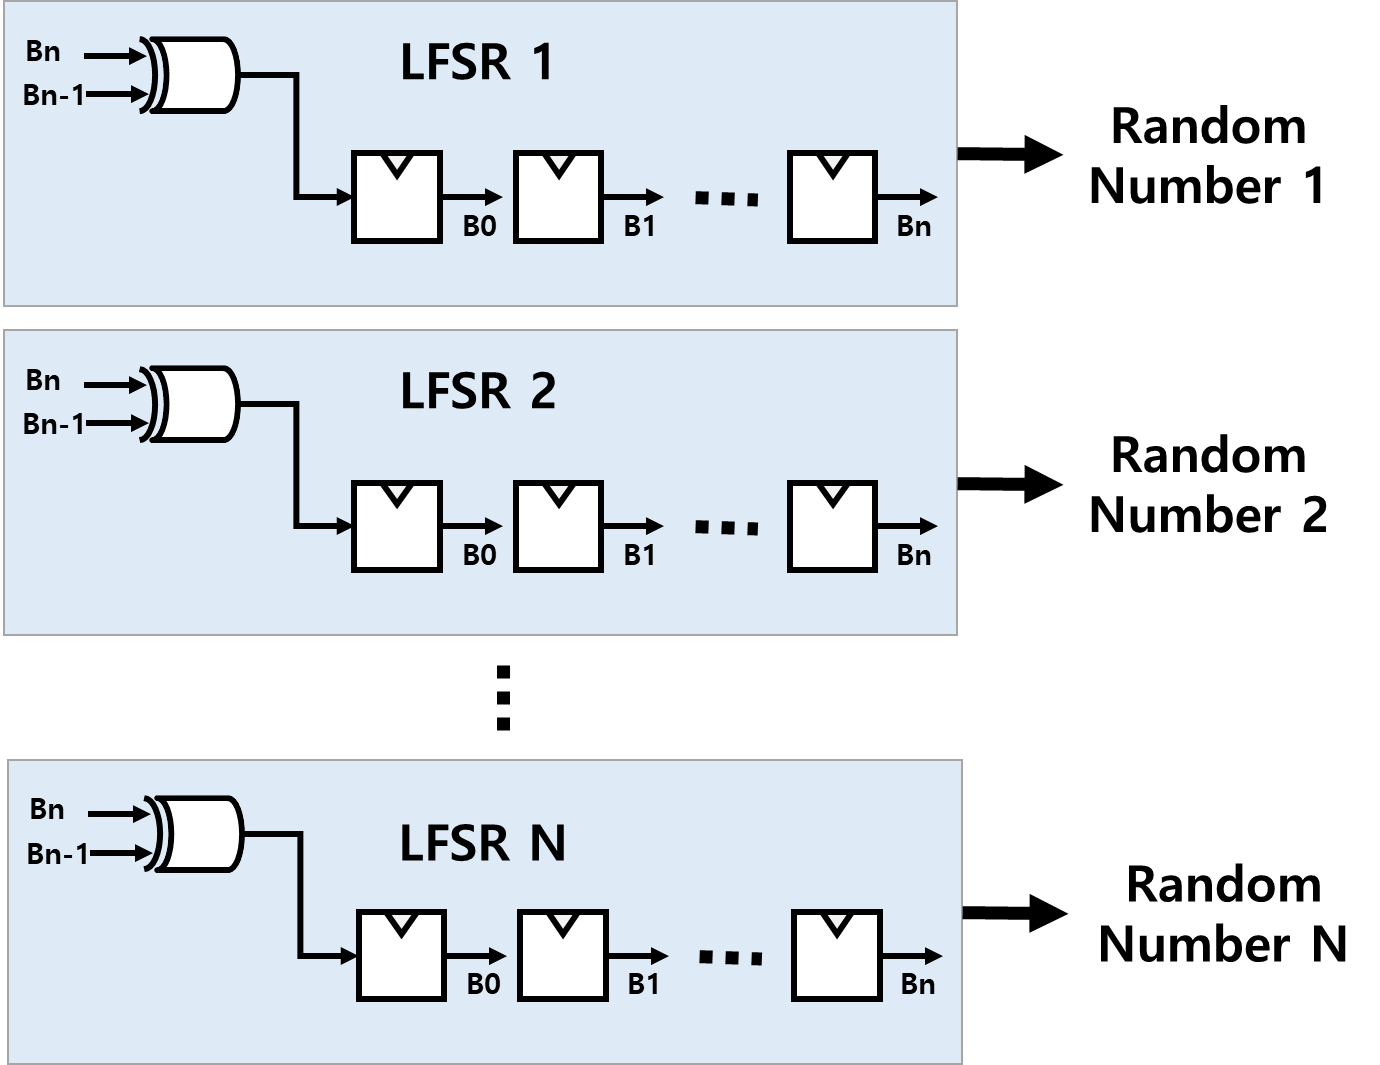 Bn
Bn-1
LFSR 1
B0
B1
Bn
Random
Number 1
Bn
Bn-1
LFSR 2
B0
B1
Bn
Random
Number 2
Bn
Bn-1
LFSR N
B0
B1
Bn
Random
Number N